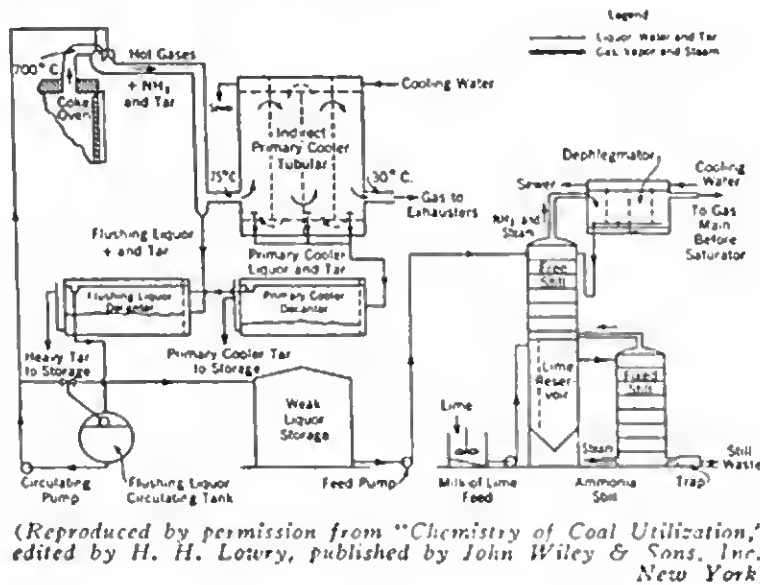 Legend
Liquor, Water and Tar
Gas, Vapor and Steam
Hot Gases
+ NH₃
and Tar
700° C.
Coke
Oven
Cooling Water
Indirect
Primary Cooler
Tubular
75°C
30° C.
Gas to
Exhausters
Dephlegmator
Sewer
Cooling
Water
To Gas
Main
Before
Saturator
NH₃ and
Steam
Flushing Liquor
+ and Tar
Primary Cooler
Liquor and Tar
Flushing Liquor
Decanter
Primary Cooler
Decanter
Free
Still
Heavy Tar
to Storage
Primary Cooler Tar
to Storage
Weak
Liquor
Storage
Lime
Reser-
voir
Fixed
Still
Lime
Steam
Still
Waste
Circulating
Pump
Flushing Liquor
Circulating Tank
Feed Pump
Milk of Lime
Feed
Ammonia
Still
Trap
(Reproduced by permission from "Chemistry of Coal Utilization,"
edited by H. H. Lowry, published by John Wiley & Sons, Inc.
New York